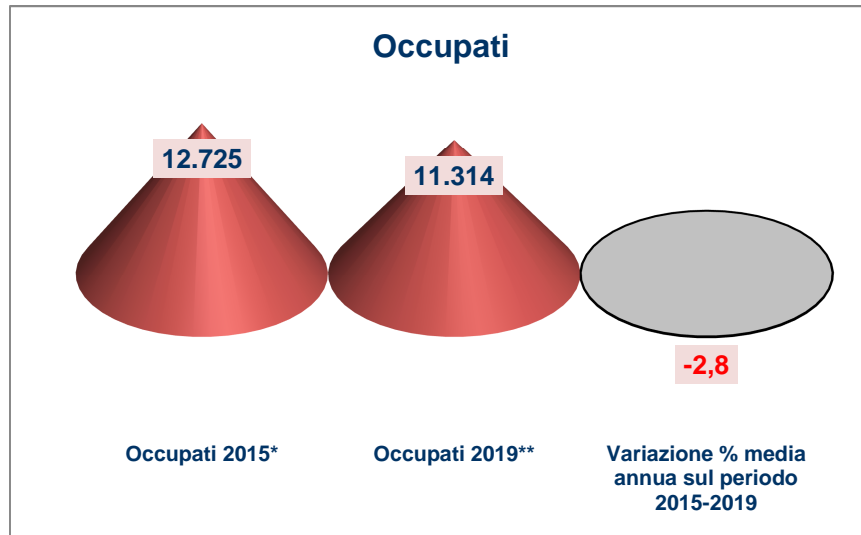 Occupati
12.725
11.314
-2,8
Occupati 2015*
Occupati 2019**
Variazione % media
annua sul periodo
2015-2019